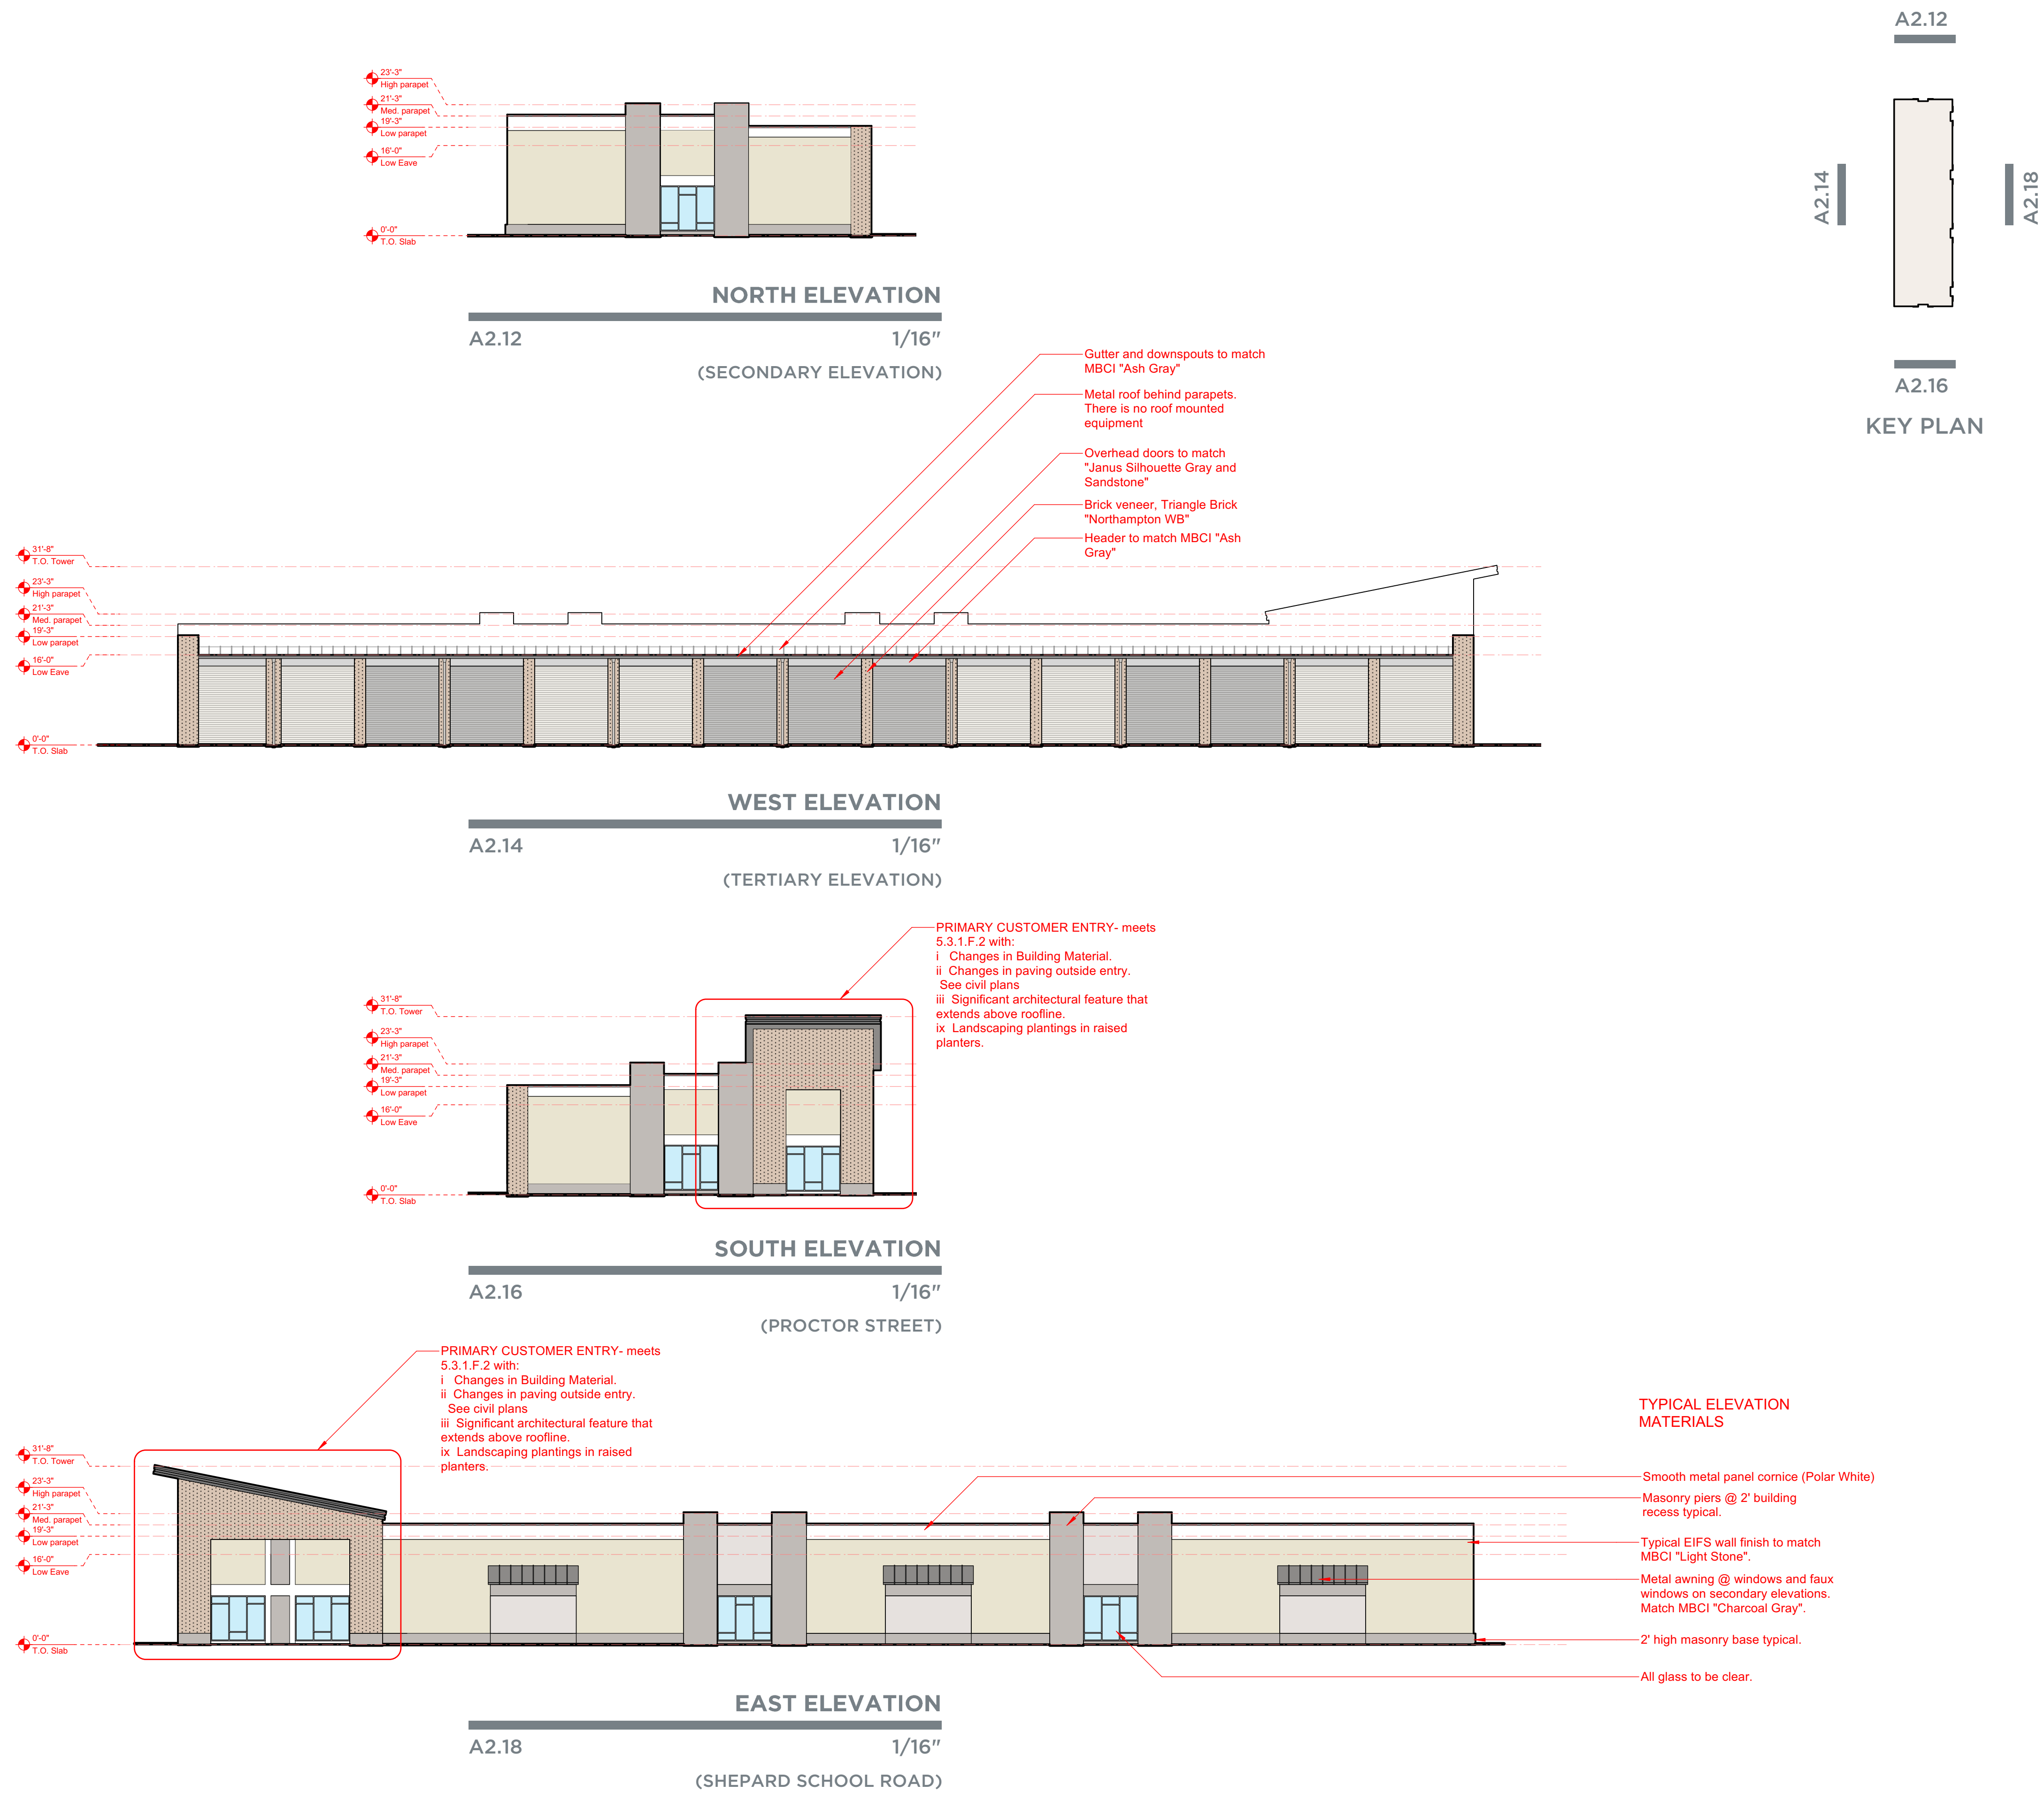 A2.12
A2.14
A2.18
A2.16
KEY PLAN
23'-3"
High parapet
21'-3"
Med. parapet
19'-3"
Low parapet
16'-0"
Low Eave
0'-0"
T.O. Slab
NORTH ELEVATION
A2.12 1/16"
(SECONDARY ELEVATION)
Gutter and downspouts to match
MBCI "Ash Gray"
Metal roof behind parapets.
There is no roof mounted
equipment
Overhead doors to match
"Janus Silhouette Gray and
Sandstone"
Brick veneer, Triangle Brick
"Northampton WB"
Header to match MBCI "Ash
Gray"
31'-8"
T.O. Tower
23'-3"
High parapet
21'-3"
Med. parapet
19'-3"
Low parapet
16'-0"
Low Eave
0'-0"
T.O. Slab
WEST ELEVATION
A2.14 1/16"
(TERTIARY ELEVATION)
PRIMARY CUSTOMER ENTRY- meets
5.3.1.F.2 with:
i Changes in Building Material.
ii Changes in paving outside entry.
See civil plans
iii Significant architectural feature that
extends above roofline.
ix Landscaping plantings in raised
planters.
31'-8"
T.O. Tower
23'-3"
High parapet
21'-3"
Med. parapet
19'-3"
Low parapet
16'-0"
Low Eave
0'-0"
T.O. Slab
SOUTH ELEVATION
A2.16 1/16"
(PROCTOR STREET)
PRIMARY CUSTOMER ENTRY- meets
5.3.1.F.2 with:
i Changes in Building Material.
ii Changes in paving outside entry.
See civil plans
iii Significant architectural feature that
extends above roofline.
ix Landscaping plantings in raised
planters.
31'-8"
T.O. Tower
23'-3"
High parapet
21'-3"
Med. parapet
19'-3"
Low parapet
16'-0"
Low Eave
0'-0"
T.O. Slab
TYPICAL ELEVATION
MATERIALS
Smooth metal panel cornice (Polar White)
Masonry piers @ 2' building
recess typical.
Typical EIFS wall finish to match
MBCI "Light Stone".
Metal awning @ windows and faux
windows on secondary elevations.
Match MBCI "Charcoal Gray".
2' high masonry base typical.
All glass to be clear.
EAST ELEVATION
A2.18 1/16"
(SHEPARD SCHOOL ROAD)